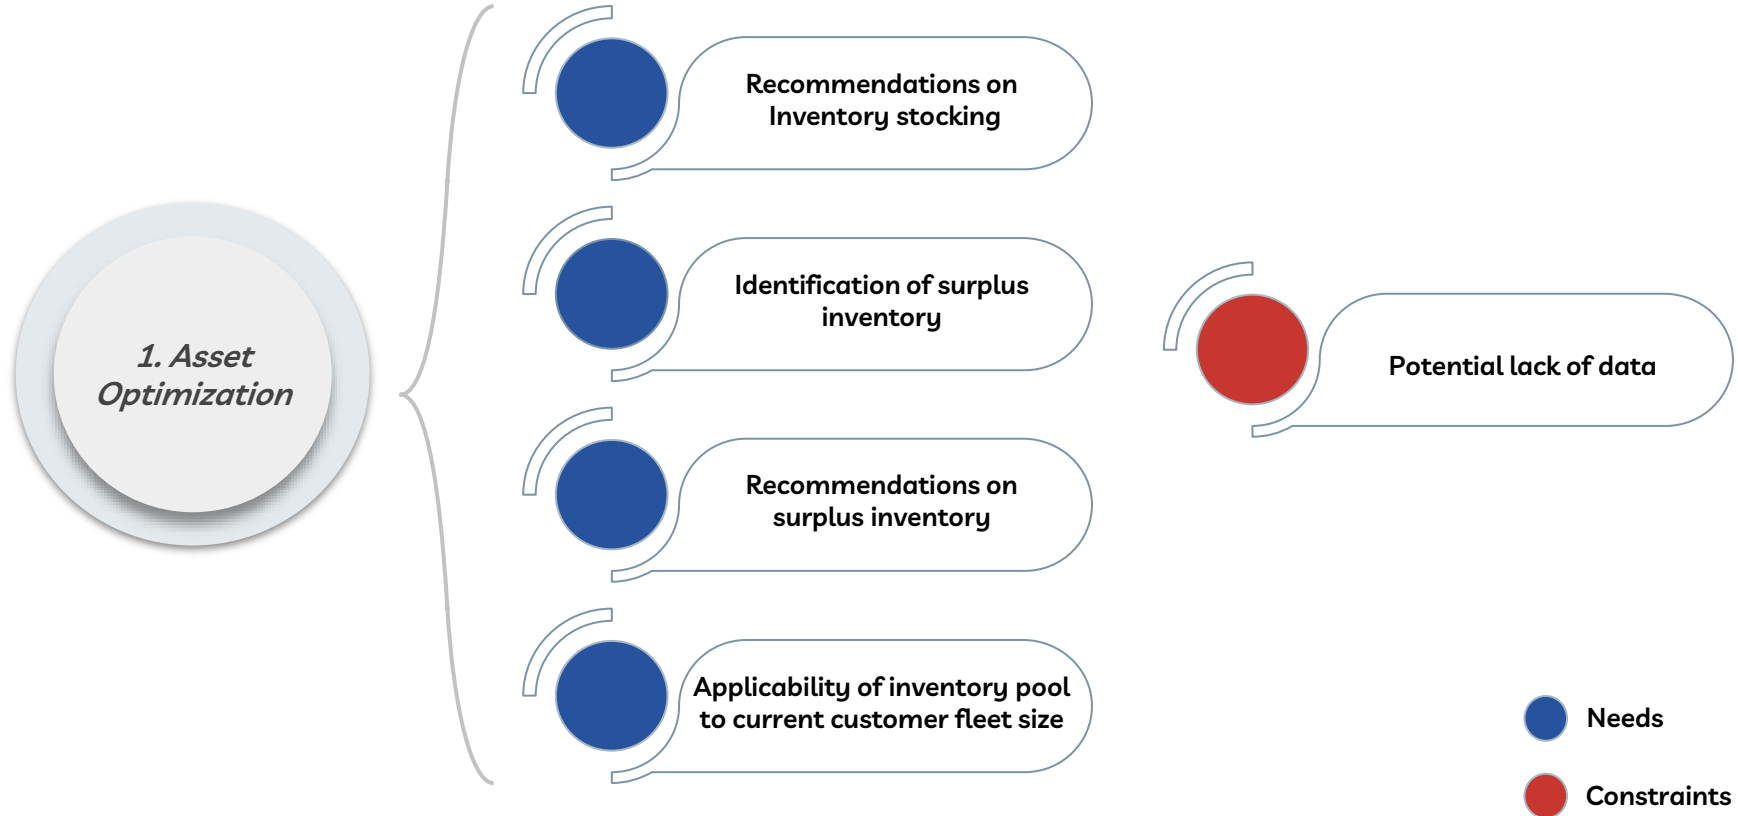 1. Asset
Optimization
Recommendations on
Inventory stocking
Identification of surplus
inventory
Recommendations on
surplus inventory
Applicability of inventory pool
to current customer fleet size
Potential lack of data
Needs
Constraints